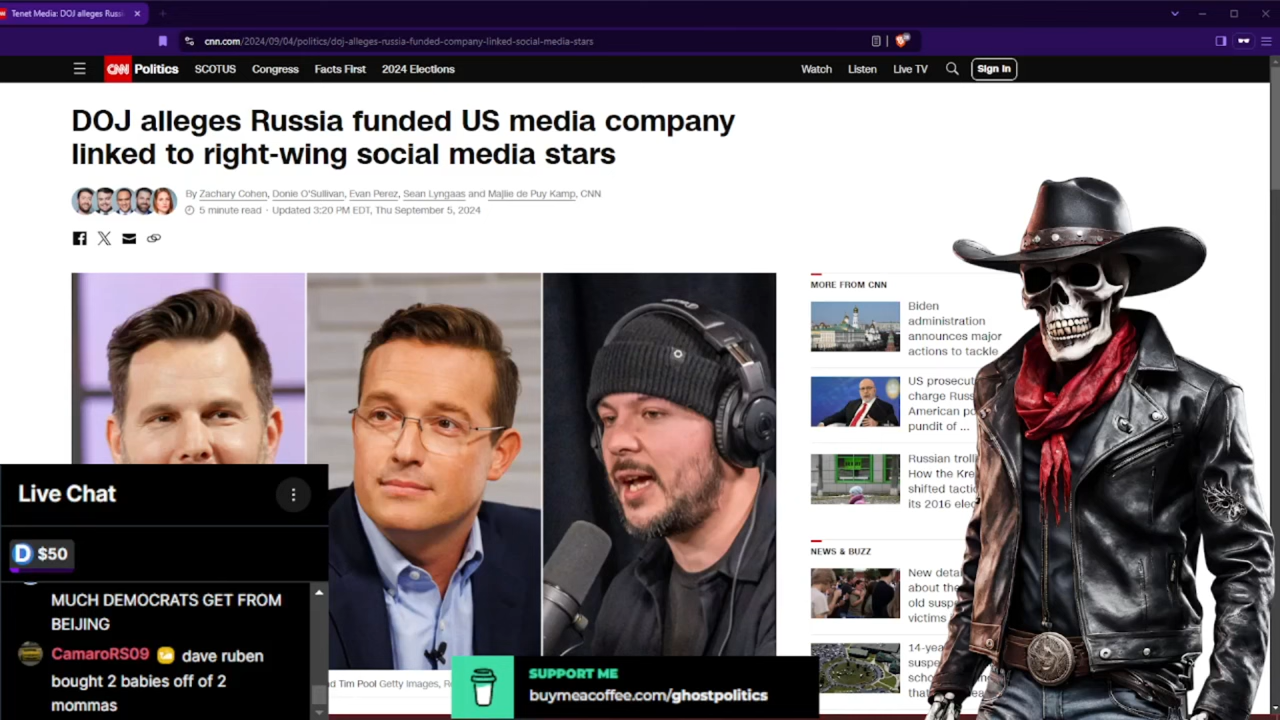 Tenet Media: DOJ alleges Russi
cnn.com/2024/09/04/politics/doj-alleges-russia-funded-company-linked-social-media-stars
CNN Politics SCOTUS Congress Facts First 2024 Elections Watch Listen Live TV Sign in
DOJ alleges Russia funded US media company
linked to right-wing social media stars
By Zachary Cohen, Donie O'Sullivan, Evan Perez, Sean Lyngaas and Majlie de Puy Kamp, CNN
5 minute read · Updated 3:20 PM EDT, Thu September 5, 2024
MORE FROM CNN
Biden
administration
announces major
actions to tackle
US prosecut
charge Russ
American po
pundit of ...
Russian troll
How the Kre
shifted tactic
its 2016 elec
NEWS & BUZZ
New detai
about the
old susp
victims i
14-yea
suspe
schoo
tha
Live Chat
D $50
MUCH DEMOCRATS GET FROM
BEIJING
CamaroRS09 dave ruben
bought 2 babies off of 2
mommas
d Tim Pool Getty Images, R
SUPPORT ME
buymeacoffee.com/ghostpolitics